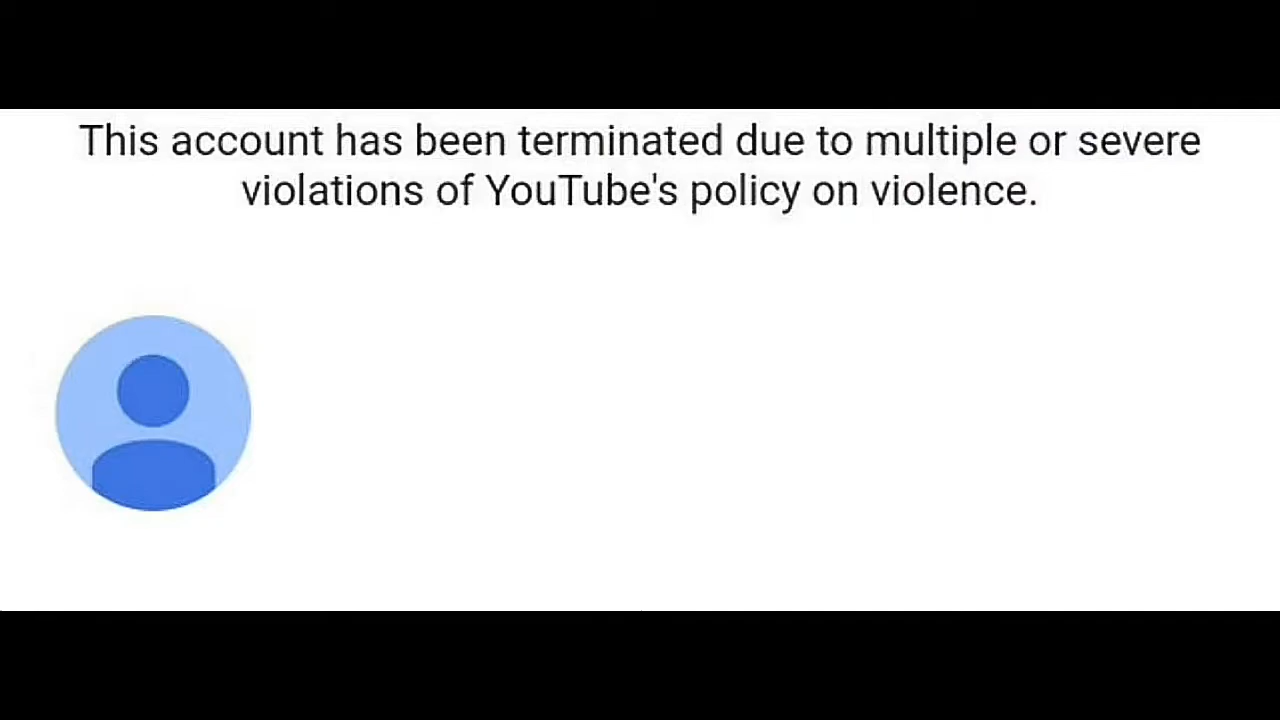 This account has been terminated due to multiple or severe
violations of YouTube's policy on violence.